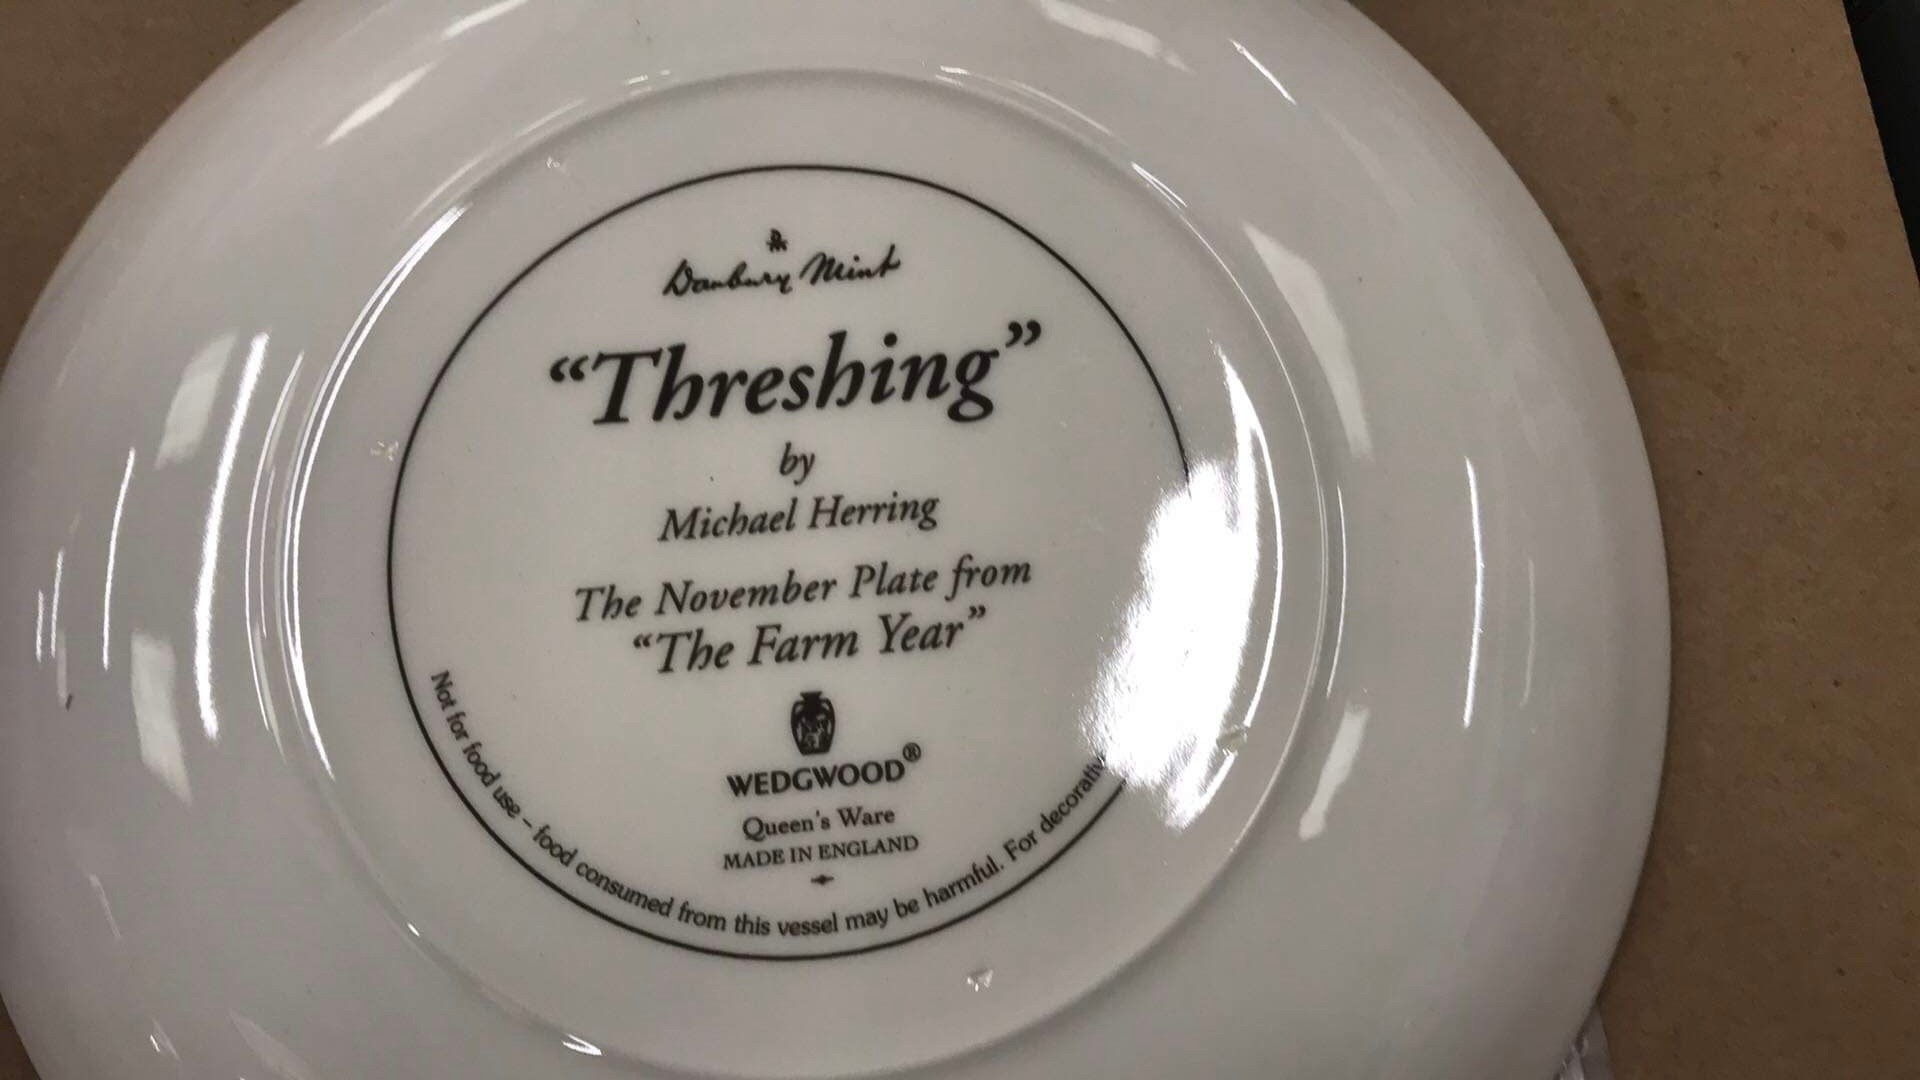 Danbury Mint
“Threshing”
by
Michael Herring
The November Plate from
“The Farm Year”
WEDGWOOD®
Queen's Ware
MADE IN ENGLAND
Not for food use – food consumed from this vessel may be harmful. For